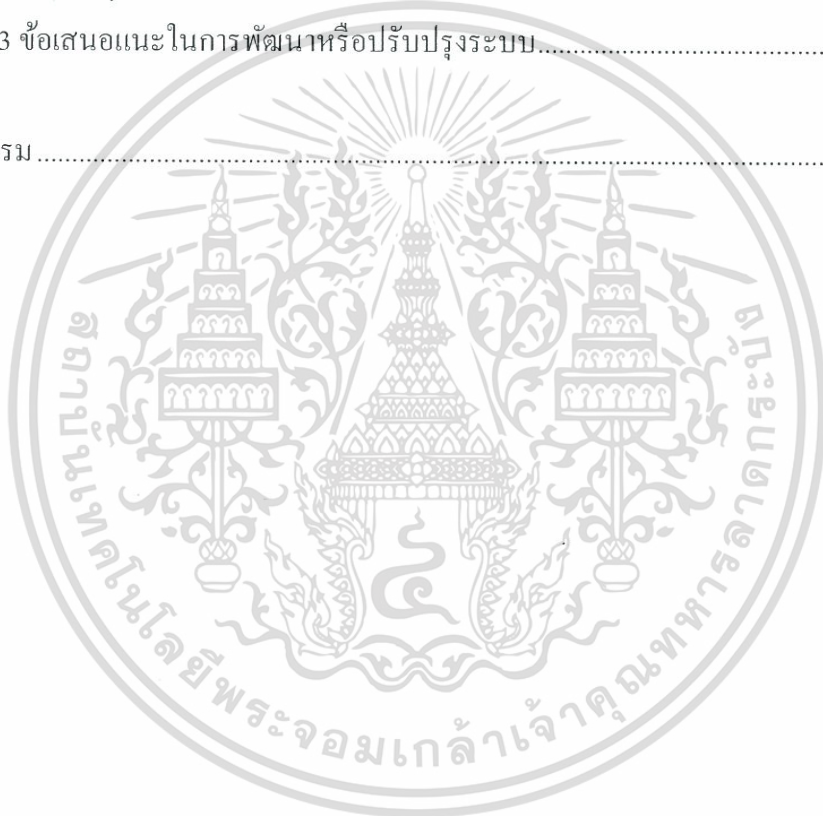 3 ข้อเสนอแนะในการพัฒนาหรือปรับปรุงระบบ
รม
สถาบันเทคโนโลยีพระจอมเกล้าเจ้าคุณทหารลาดกระบัง
๔